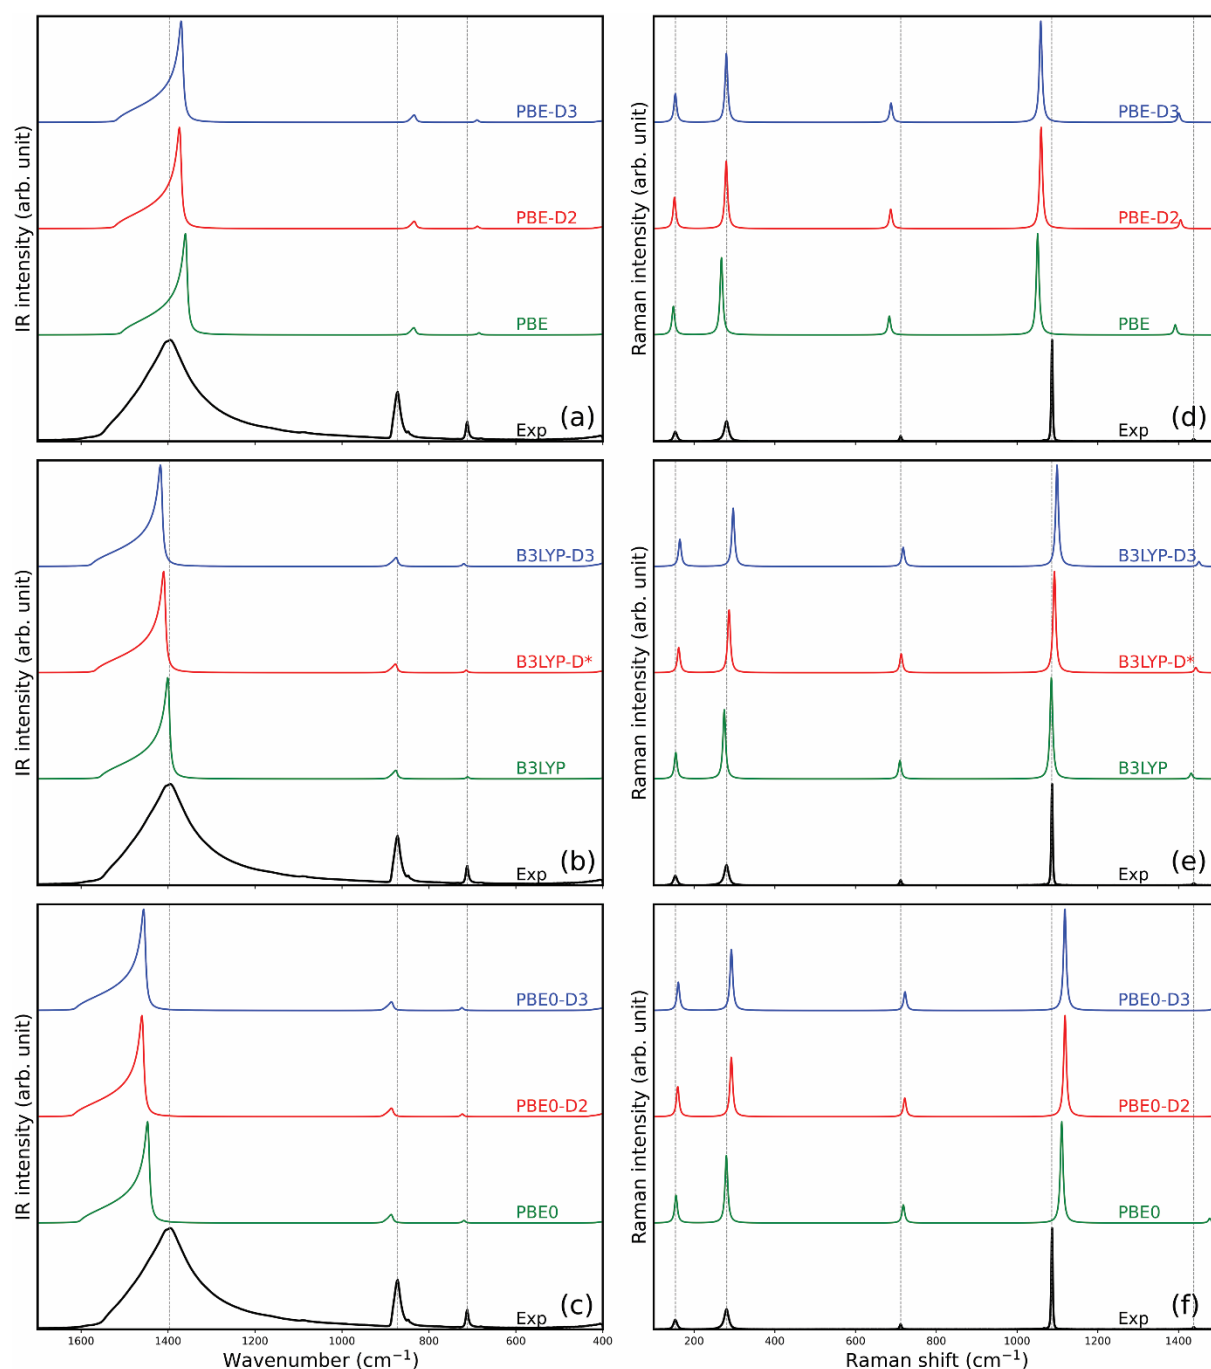 IR intensity (arb. unit)
PBE-D3
PBE-D2
PBE
Exp
(a)
Raman intensity (arb. unit)
PBE-D3
PBE-D2
PBE
Exp
(d)
IR intensity (arb. unit)
B3LYP-D3
B3LYP-D*
B3LYP
Exp
(b)
Raman intensity (arb. unit)
B3LYP-D3
B3LYP-D*
B3LYP
Exp
(e)
IR intensity (arb. unit)
PBE0-D3
PBE0-D2
PBE0
Exp
(c)
1600 1400 1200 1000 800 600 400
Wavenumber (cm⁻¹)
Raman intensity (arb. unit)
PBE0-D3
PBE0-D2
PBE0
Exp
(f)
200 400 600 800 1000 1200 1400
Raman shift (cm⁻¹)